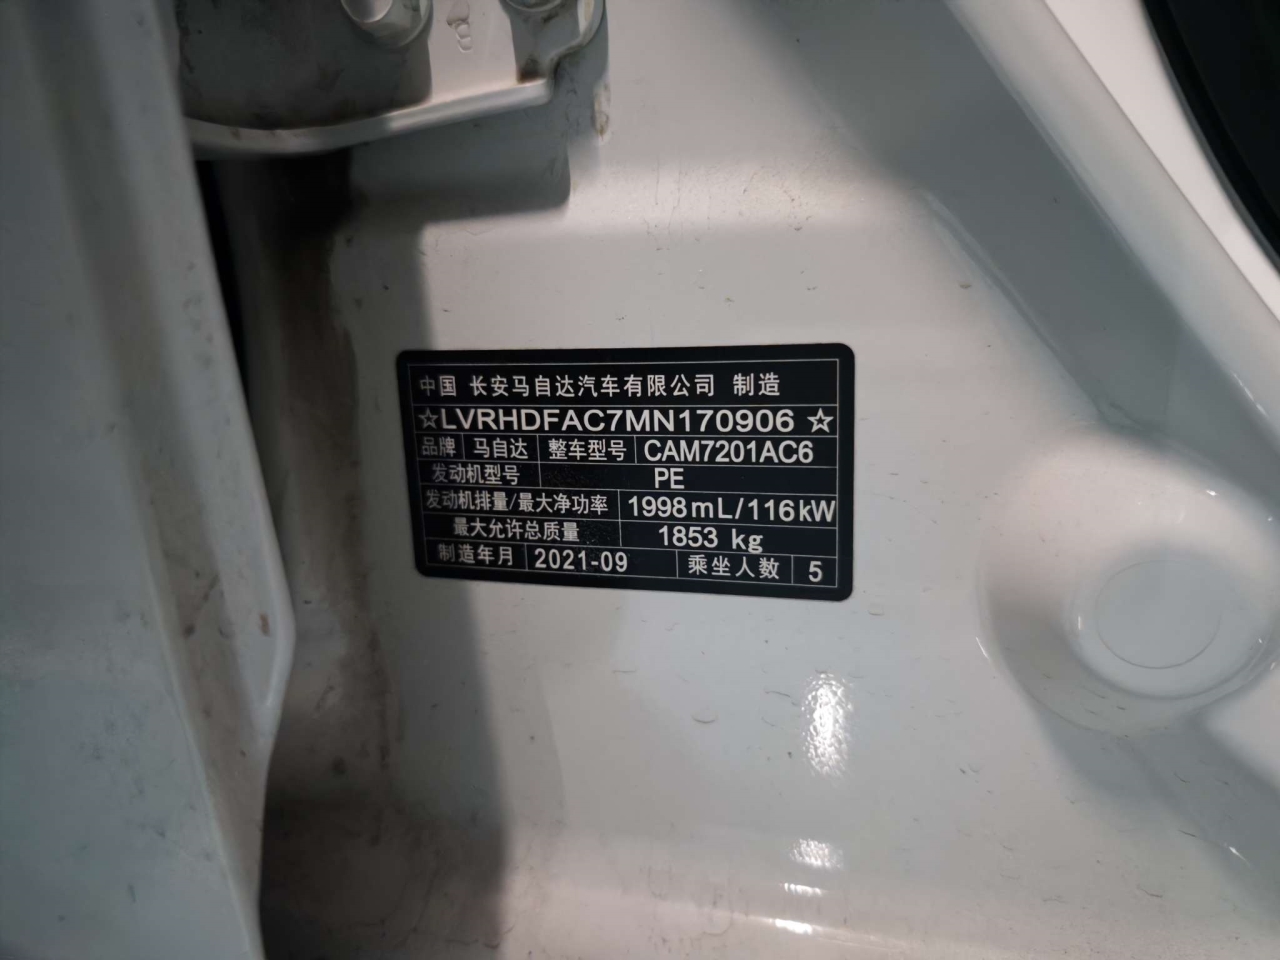 中国 长安马自达汽车有限公司 制造
☆LVRHDFAC7MN170906☆
品牌 马自达 整车型号 CAM7201AC6
发动机型号 PE
发动机排量/最大净功率 1998mL/116kW
最大允许总质量 1853 kg
制造年月 2021-09 乘坐人数 5